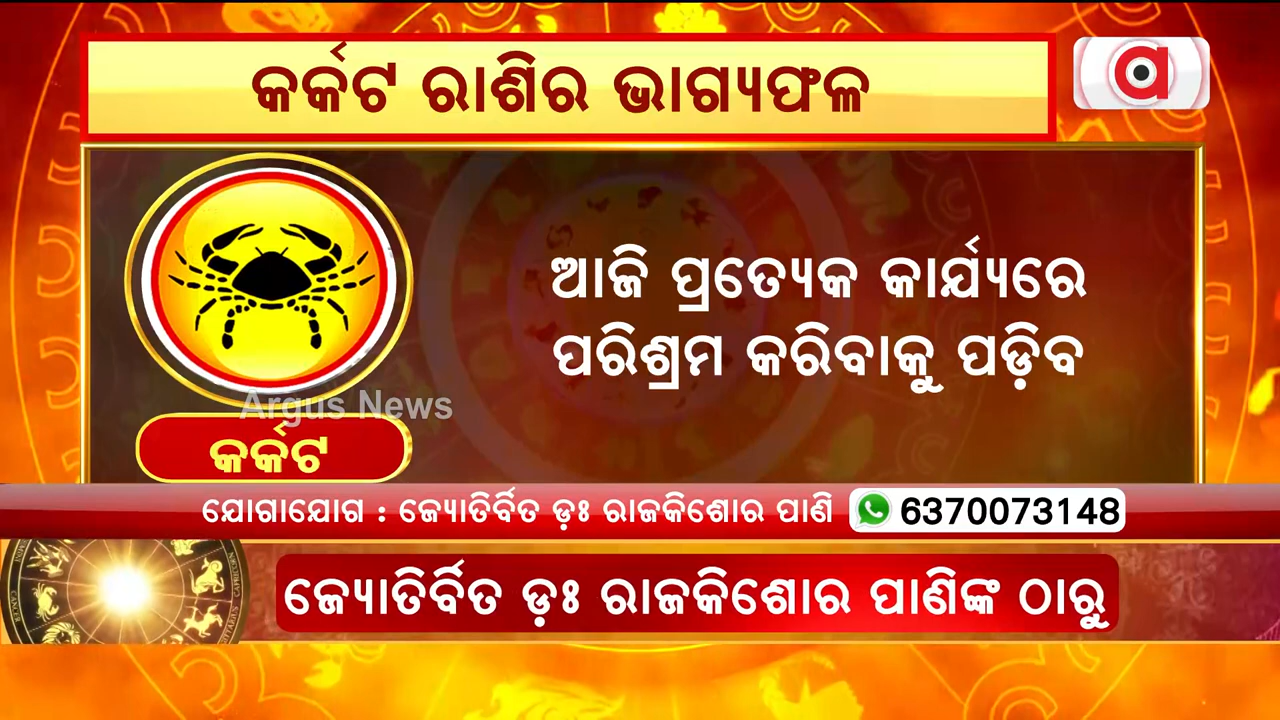 କର୍କଟ ରାଶିର ଭାଗ୍ୟଫଳ
a
ଆଜି ପ୍ରତ୍ୟେକ କାର୍ଯ୍ୟରେ
ପରିଶ୍ରମ କରିବାକୁ ପଡ଼ିବ
Argus News
କର୍କଟ
ଯୋଗାଯୋଗ : ଜ୍ୟୋତିର୍ବିତ ଡ଼ଃ ରାଜକିଶୋର ପାଣି 6370073148
ଜ୍ୟୋତିର୍ବିତ ଡ଼ଃ ରାଜକିଶୋର ପାଣିଙ୍କ ଠାରୁ